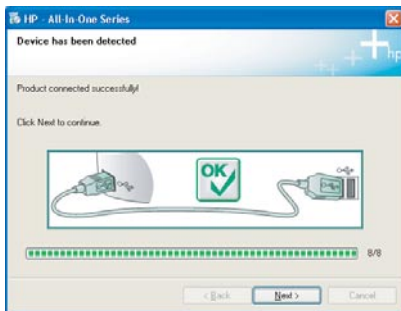 HP - All-In-One Series
Device has been detected
hp
Product connected successfully!
Click Next to continue.
OK
8/8
< Back
Next >
Cancel